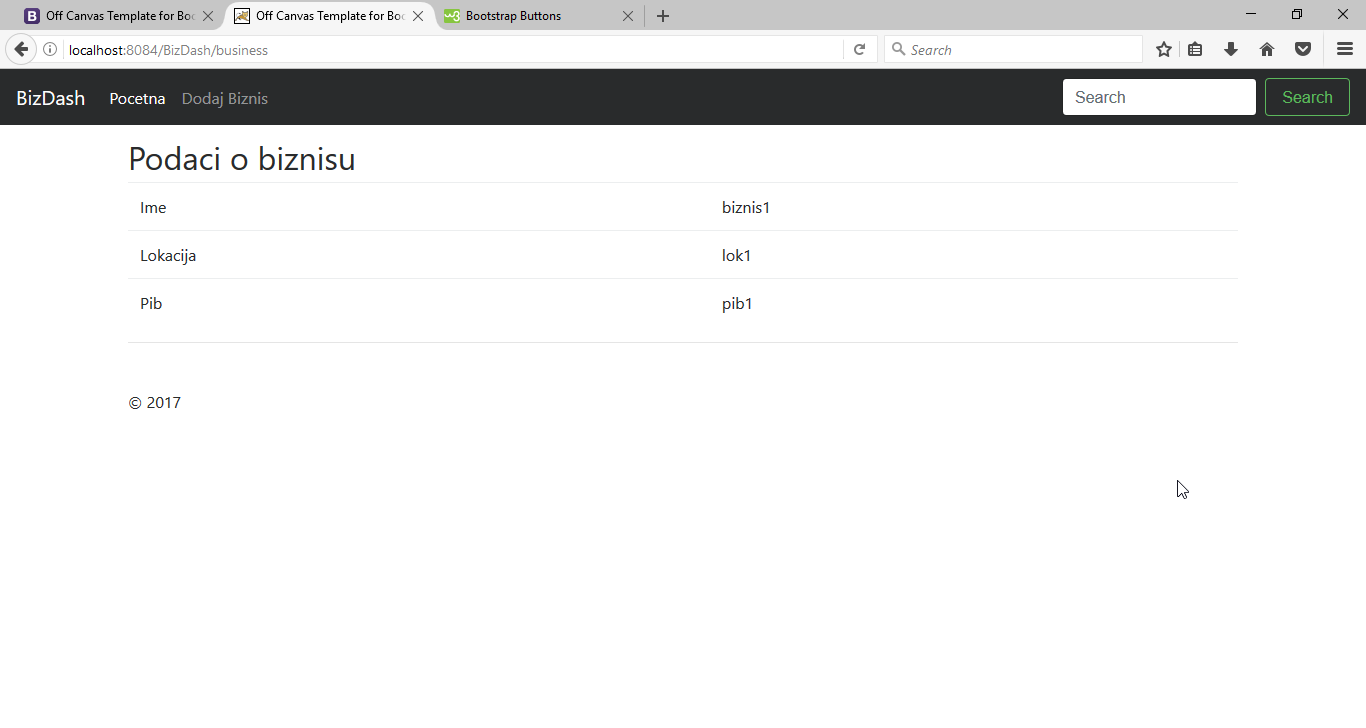 Off Canvas Template for Boo
Off Canvas Template for Boo
Bootstrap Buttons
localhost:8084/BizDash/business
Search
BizDash Pocetna Dodaj Biznis Search Search
Podaci o biznisu
Ime biznis1
Lokacija lok1
Pib pib1
© 2017